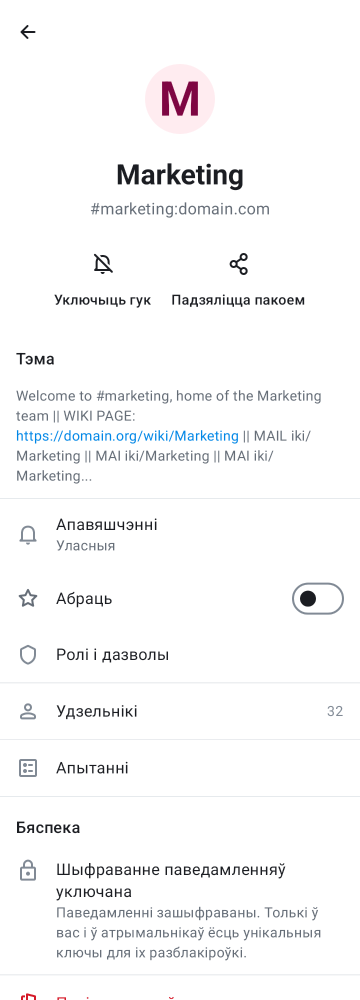 M
Marketing
#marketing:domain.com
Уключыць гук
Падзяліцца пакоем
Тэма
Welcome to #marketing, home of the Marketing
team || WIKI PAGE:
https://domain.org/wiki/Marketing || MAIL iki/
Marketing || MAI iki/Marketing || MAI iki/
Marketing...
Апавяшчэнні
Уласныя
Абраць
Ролі і дазволы
Удзельнікі
32
Апытанні
Бяспека
Шыфраванне паведамленняў
уключана
Паведамленні зашыфраваны. Толькі ў
вас і ў атрымальнікаў ёсць унікальныя
ключы для іх разблакіроўкі.